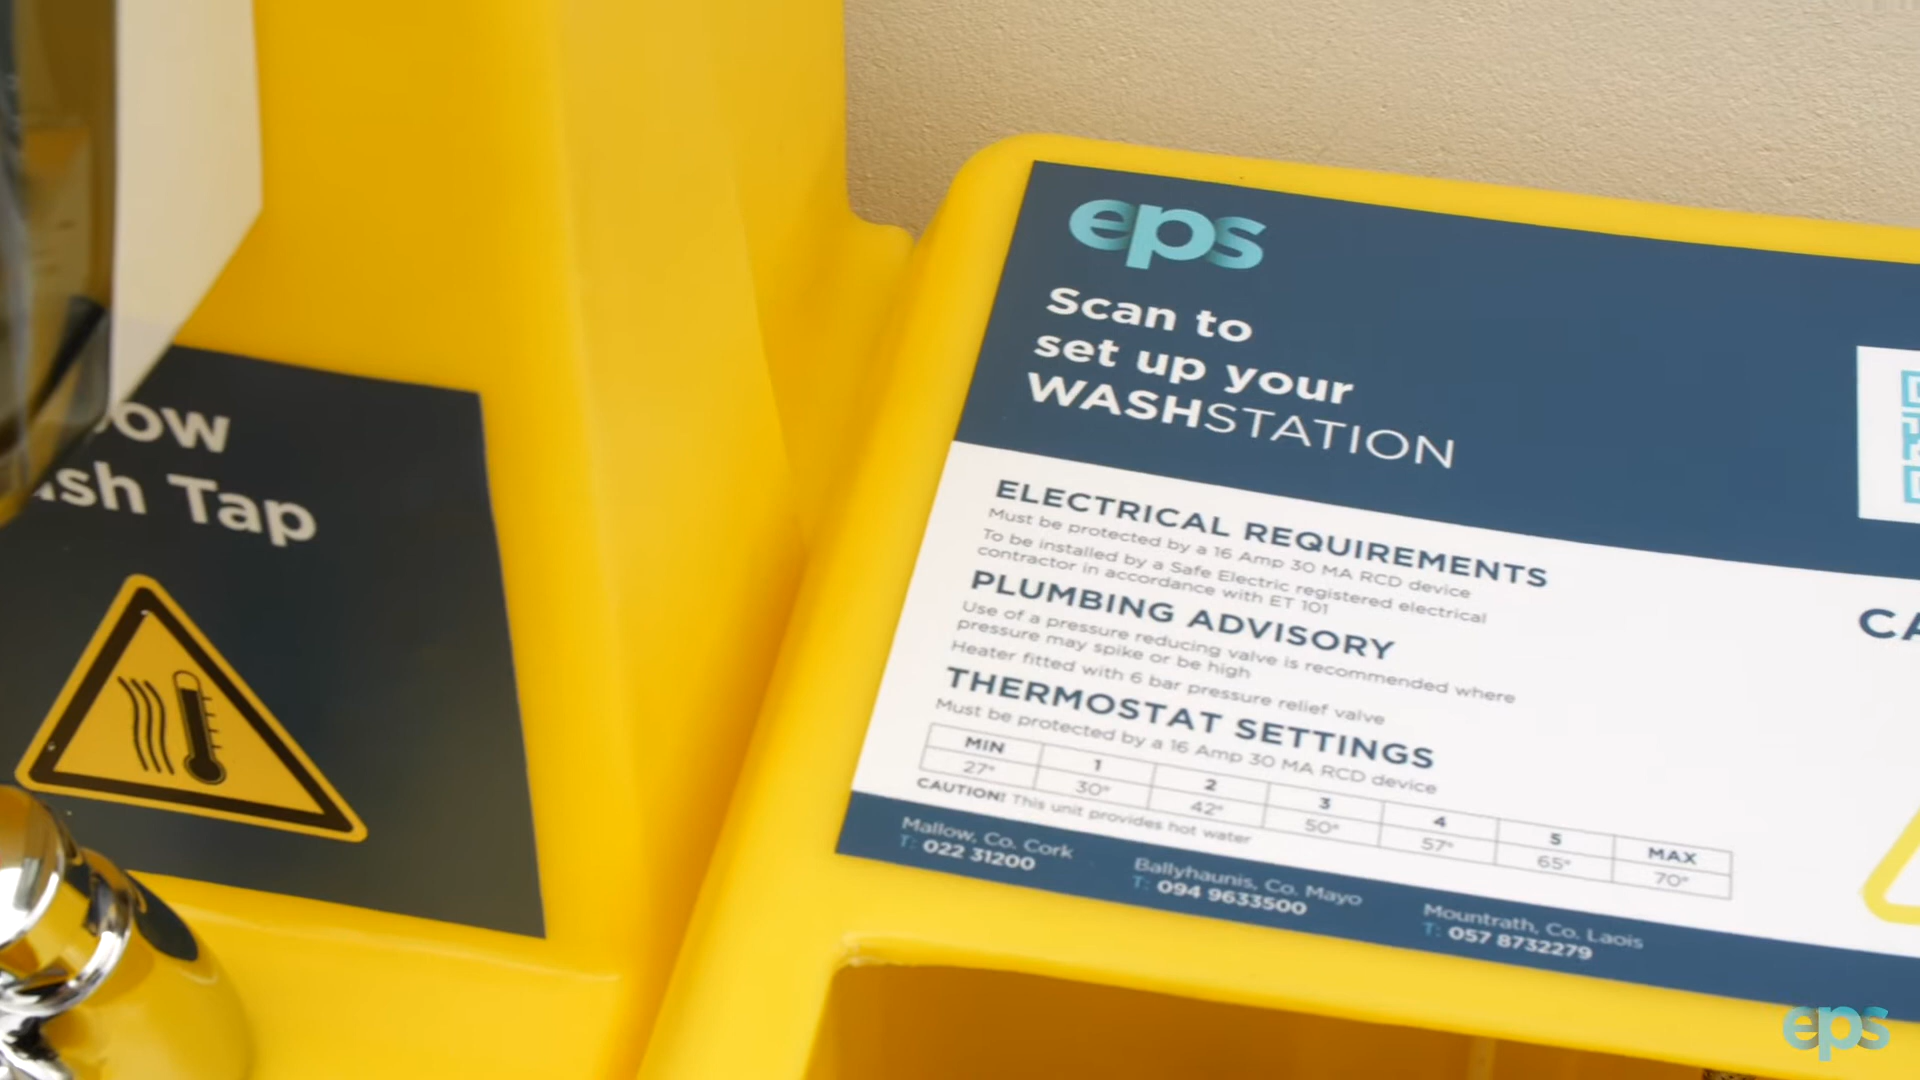 Tap
eps
Scan to
set up your
WASHSTATION
ELECTRICAL REQUIREMENTS
Must be protected by a 16 Amp 30 MA RCD device
To be installed by a Safe Electric registered electrical
contractor in accordance with ET 101
PLUMBING ADVISORY
Use of a pressure reducing valve is recommended where
pressure may spike or be high
Heater fitted with 6 bar pressure relief valve
THERMOSTAT SETTINGS
Must be protected by a 16 Amp 30 MA RCD device
MIN 1 2 3 4 5 MAX
27° 30° 42° 50° 57° 65° 70°
CAUTION! This unit provides hot water
Mallow, Co. Cork
T: 022 31200
Ballyhaunis, Co. Mayo
T: 094 9633500
Mountrath, Co. Laois
T: 057 8732279
eps